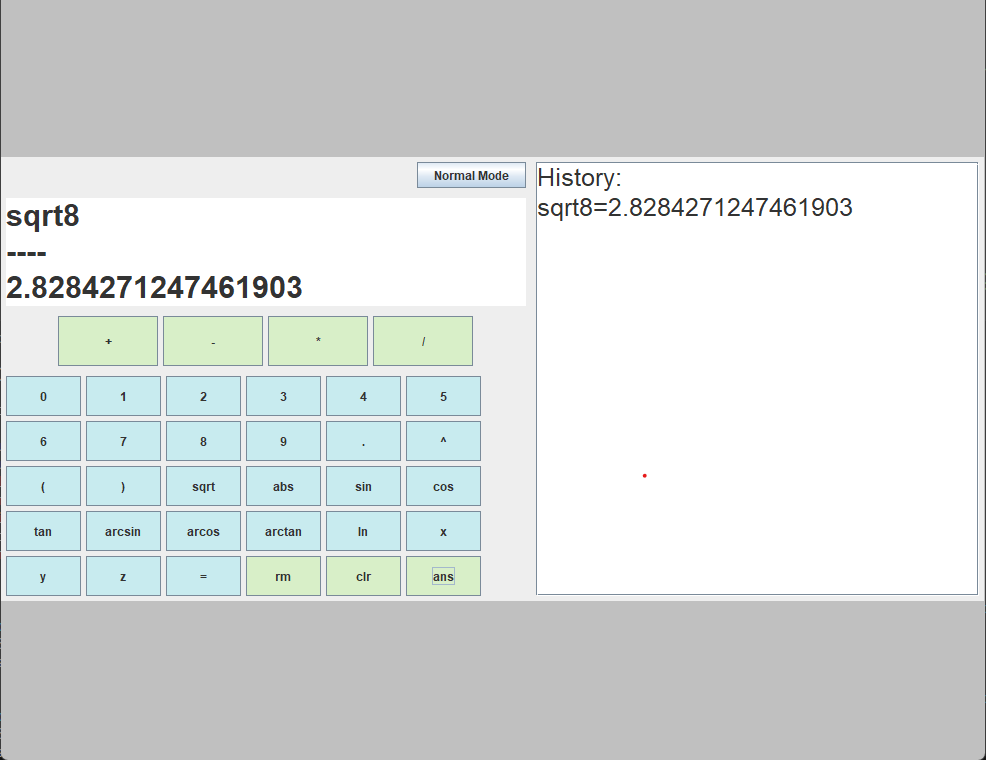 Normal Mode
sqrt8
----
2.8284271247461903
+ - * /
0 1 2 3 4 5
6 7 8 9 . ^
( ) sqrt abs sin cos
tan arcsin arcos arctan ln x
y z = rm clr ans
History:
sqrt8=2.8284271247461903